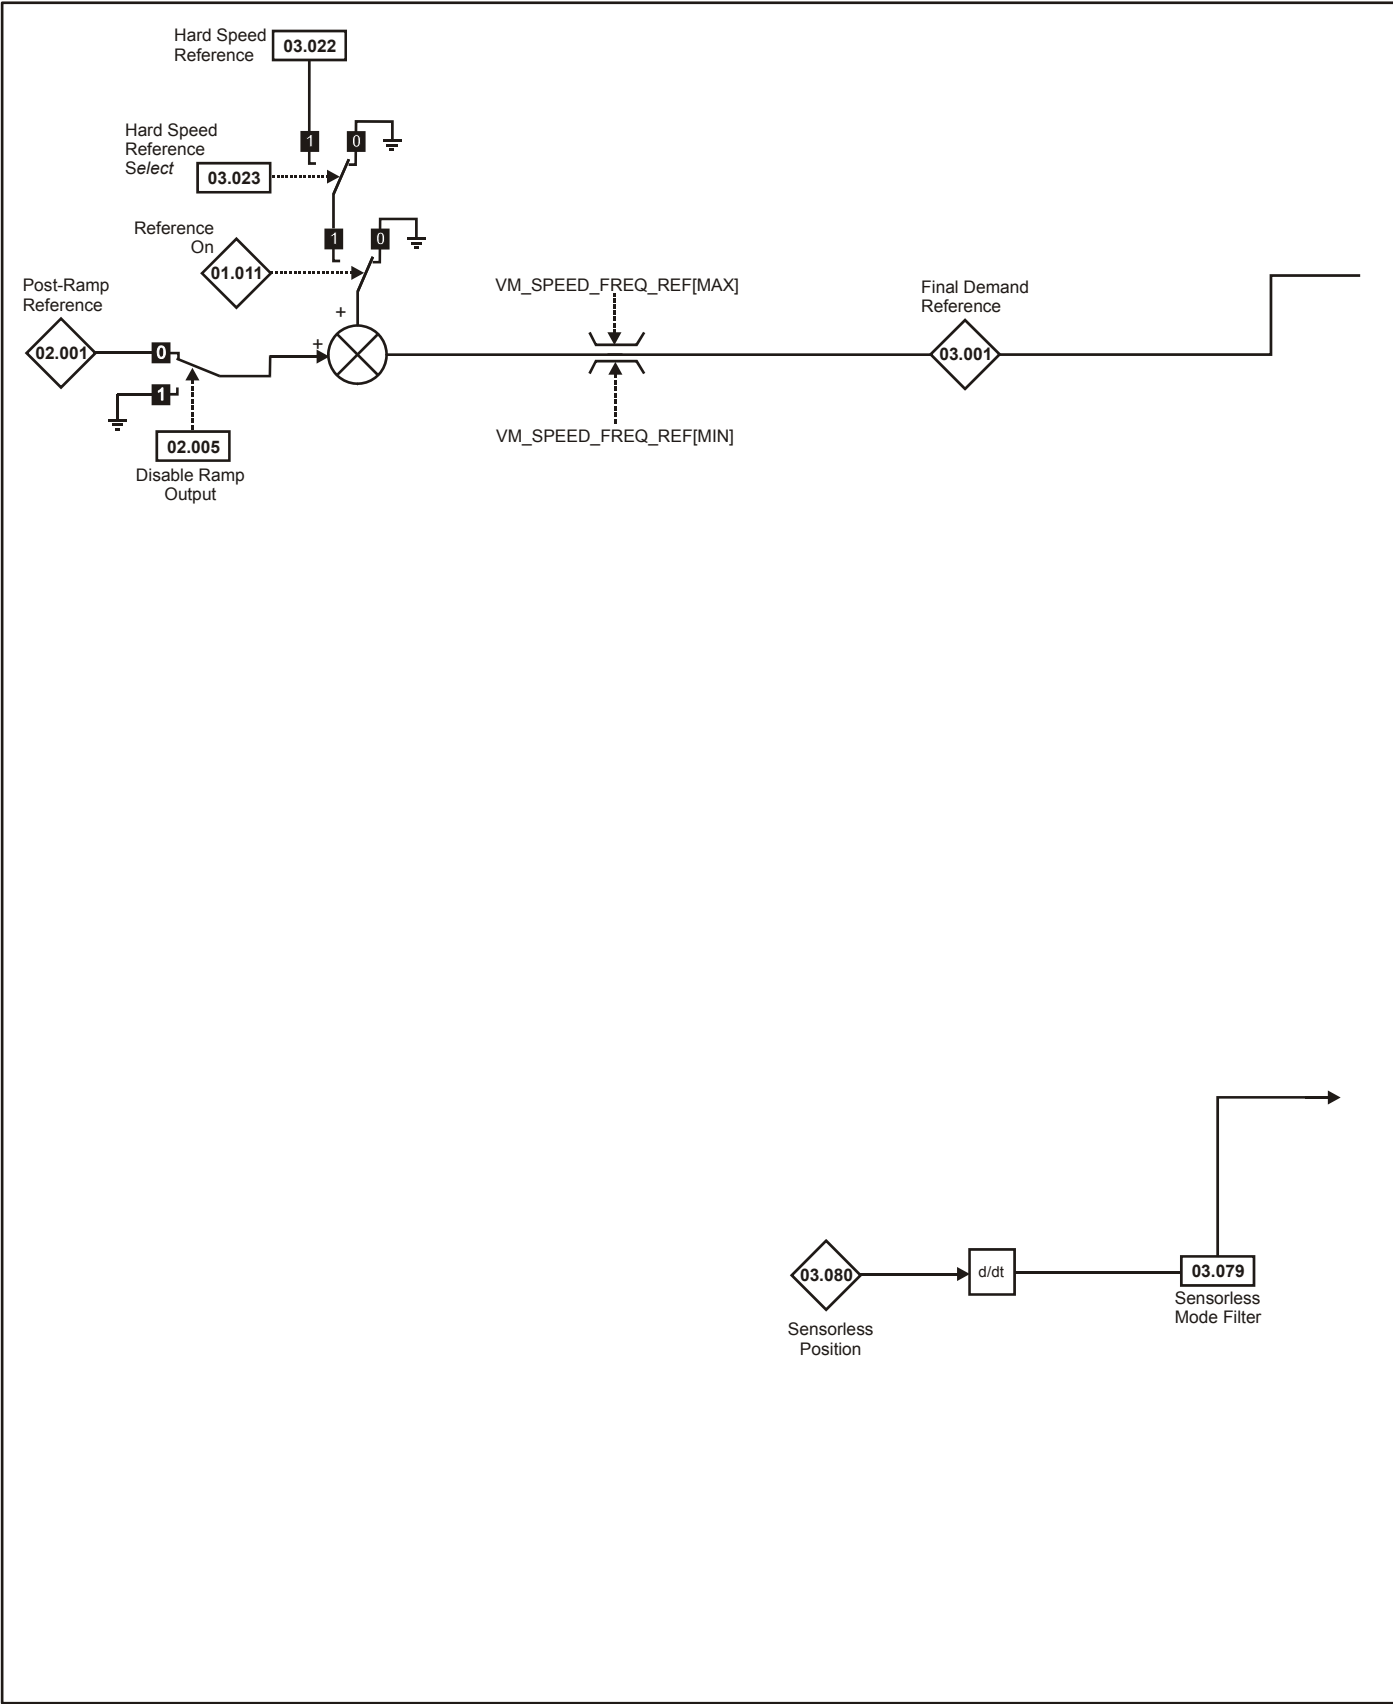 Hard Speed
Reference
03.022
1
0
Hard Speed
Reference
Select
03.023
1
0
Reference
On
01.011
+
Post-Ramp
Reference
02.001
0
1
+
02.005
Disable Ramp
Output
VM_SPEED_FREQ_REF[MAX]
VM_SPEED_FREQ_REF[MIN]
Final Demand
Reference
03.001
03.080
Sensorless
Position
d/dt
03.079
Sensorless
Mode Filter